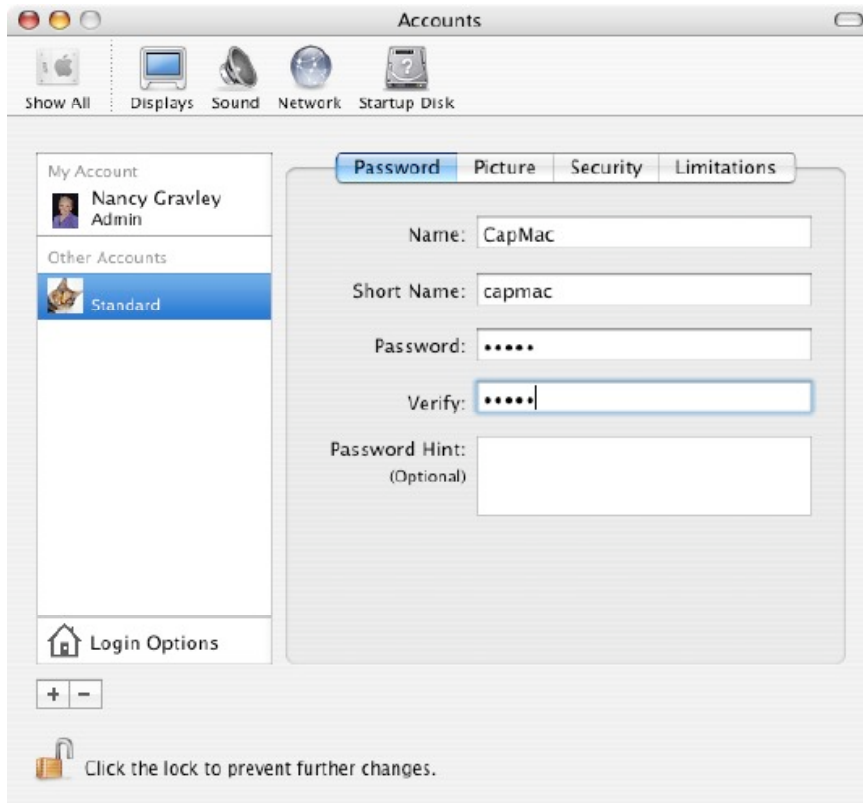 Accounts
Show All Displays Sound Network Startup Disk
My Account
Nancy Gravley
Admin
Other Accounts
Standard
Login Options
+ −
Password Picture Security Limitations
Name: CapMac
Short Name: capmac
Password: •••••
Verify: •••••
Password Hint:
(Optional)
Click the lock to prevent further changes.